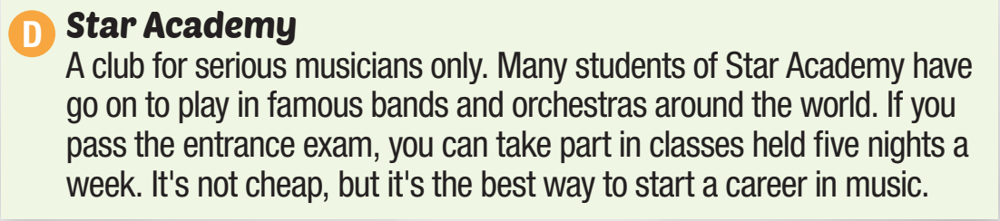 D Star Academy
A club for serious musicians only. Many students of Star Academy have
go on to play in famous bands and orchestras around the world. If you
pass the entrance exam, you can take part in classes held five nights a
week. It's not cheap, but it's the best way to start a career in music.